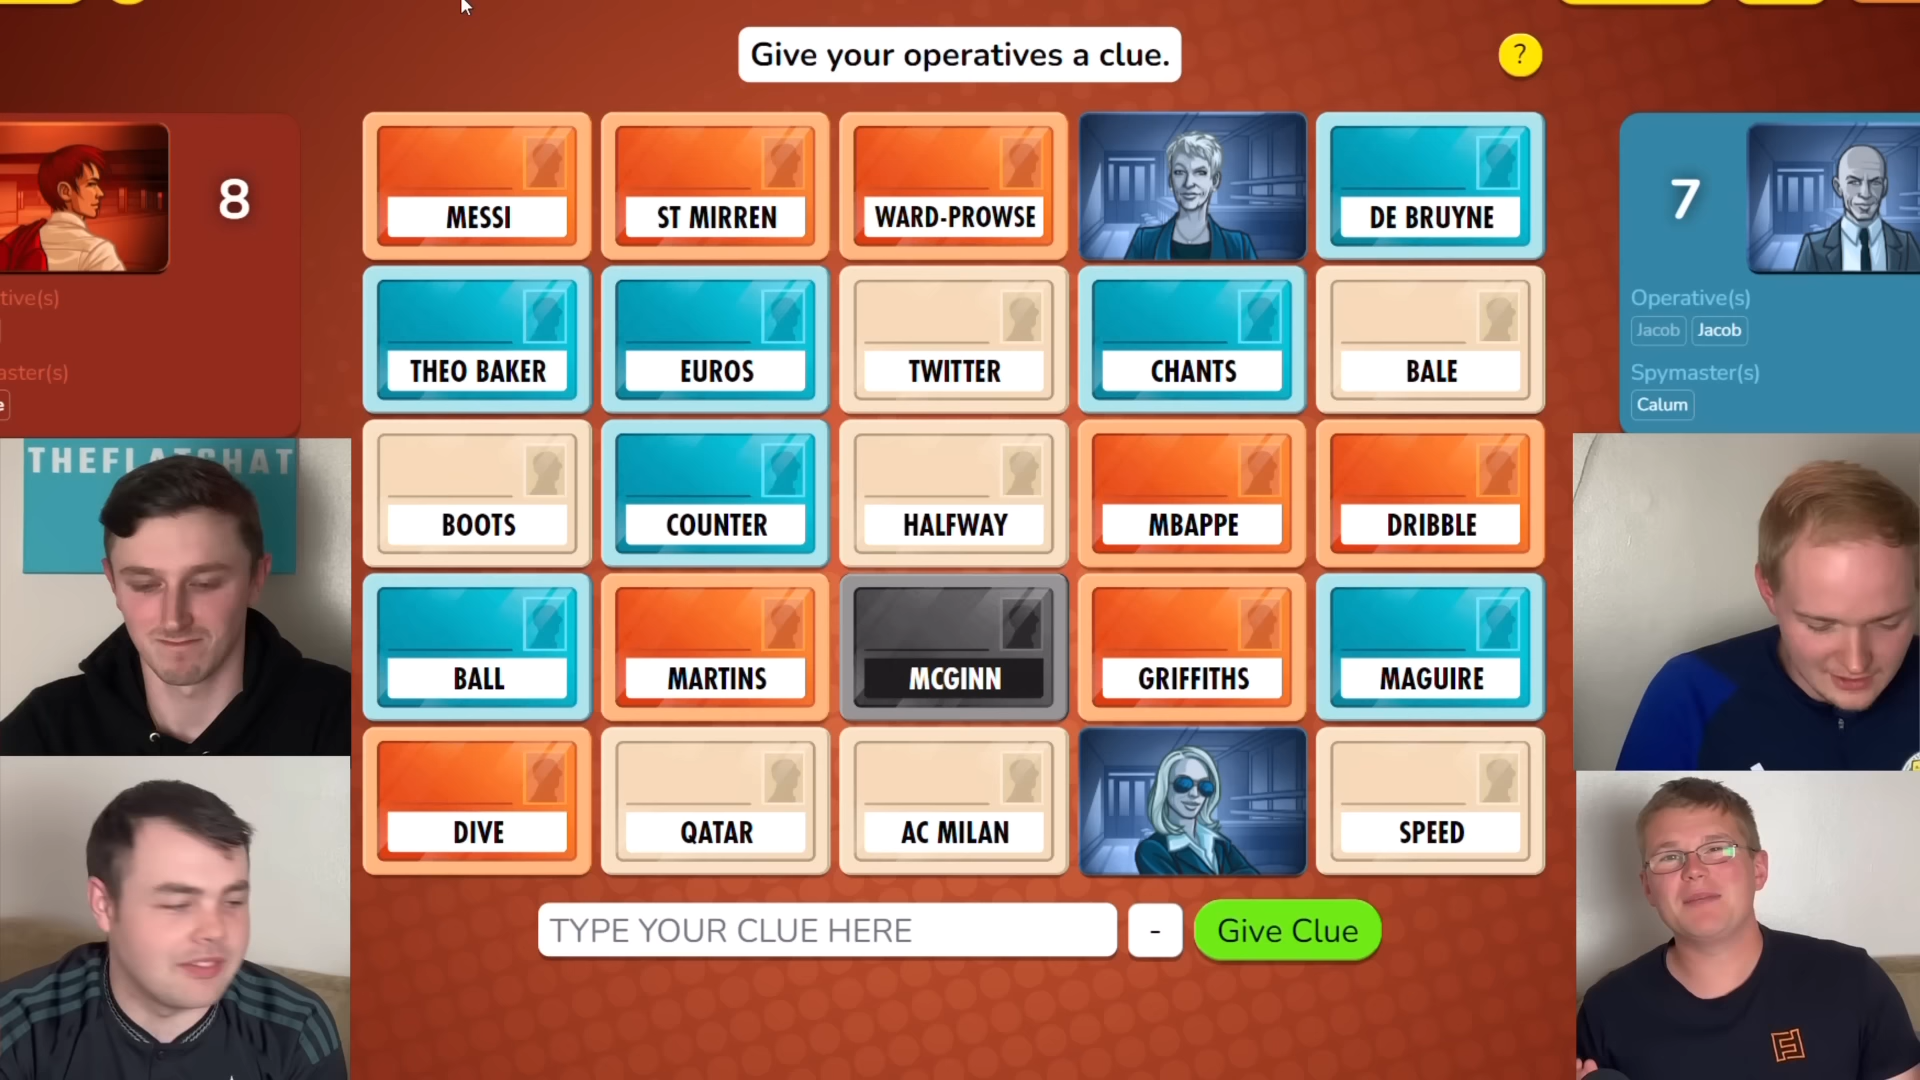 Give your operatives a clue.
?
8
7
MESSI
ST MIRREN
WARD-PROWSE
DE BRUYNE
THEO BAKER
EUROS
TWITTER
CHANTS
BALE
tive(s)
aster(s)
e
Operative(s)
Jacob
Jacob
Spymaster(s)
Calum
BOOTS
COUNTER
HALFWAY
MBAPPE
DRIBBLE
THEFLATCHAT
BALL
MARTINS
MCGINN
GRIFFITHS
MAGUIRE
DIVE
QATAR
AC MILAN
SPEED
TYPE YOUR CLUE HERE
-
Give Clue